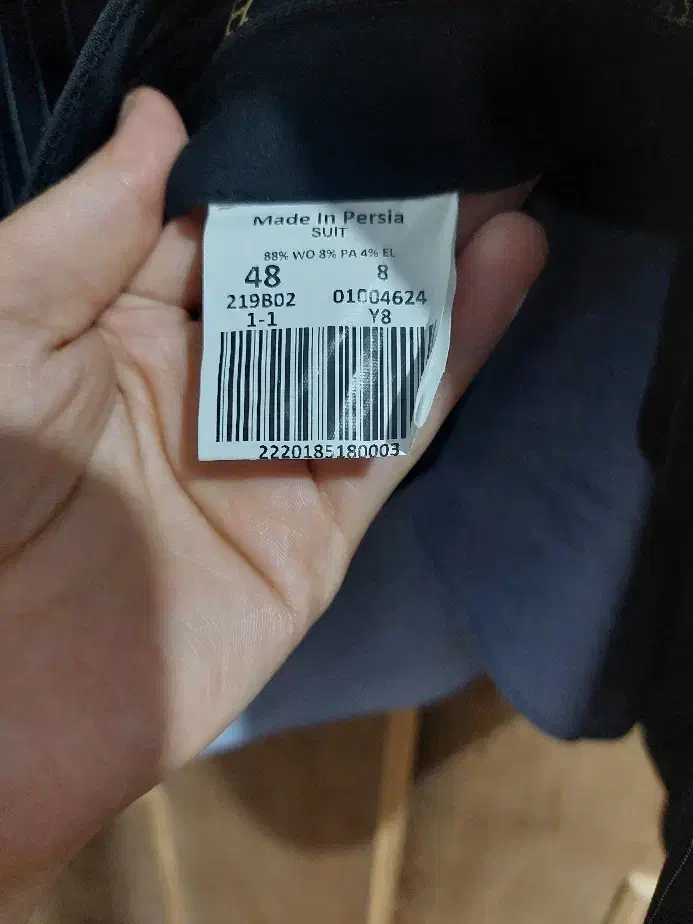 Made In Persia
SUIT
88% WO 8% PA 4% EL
48 8
219B02 01004624
1-1 Y8
2220185180003